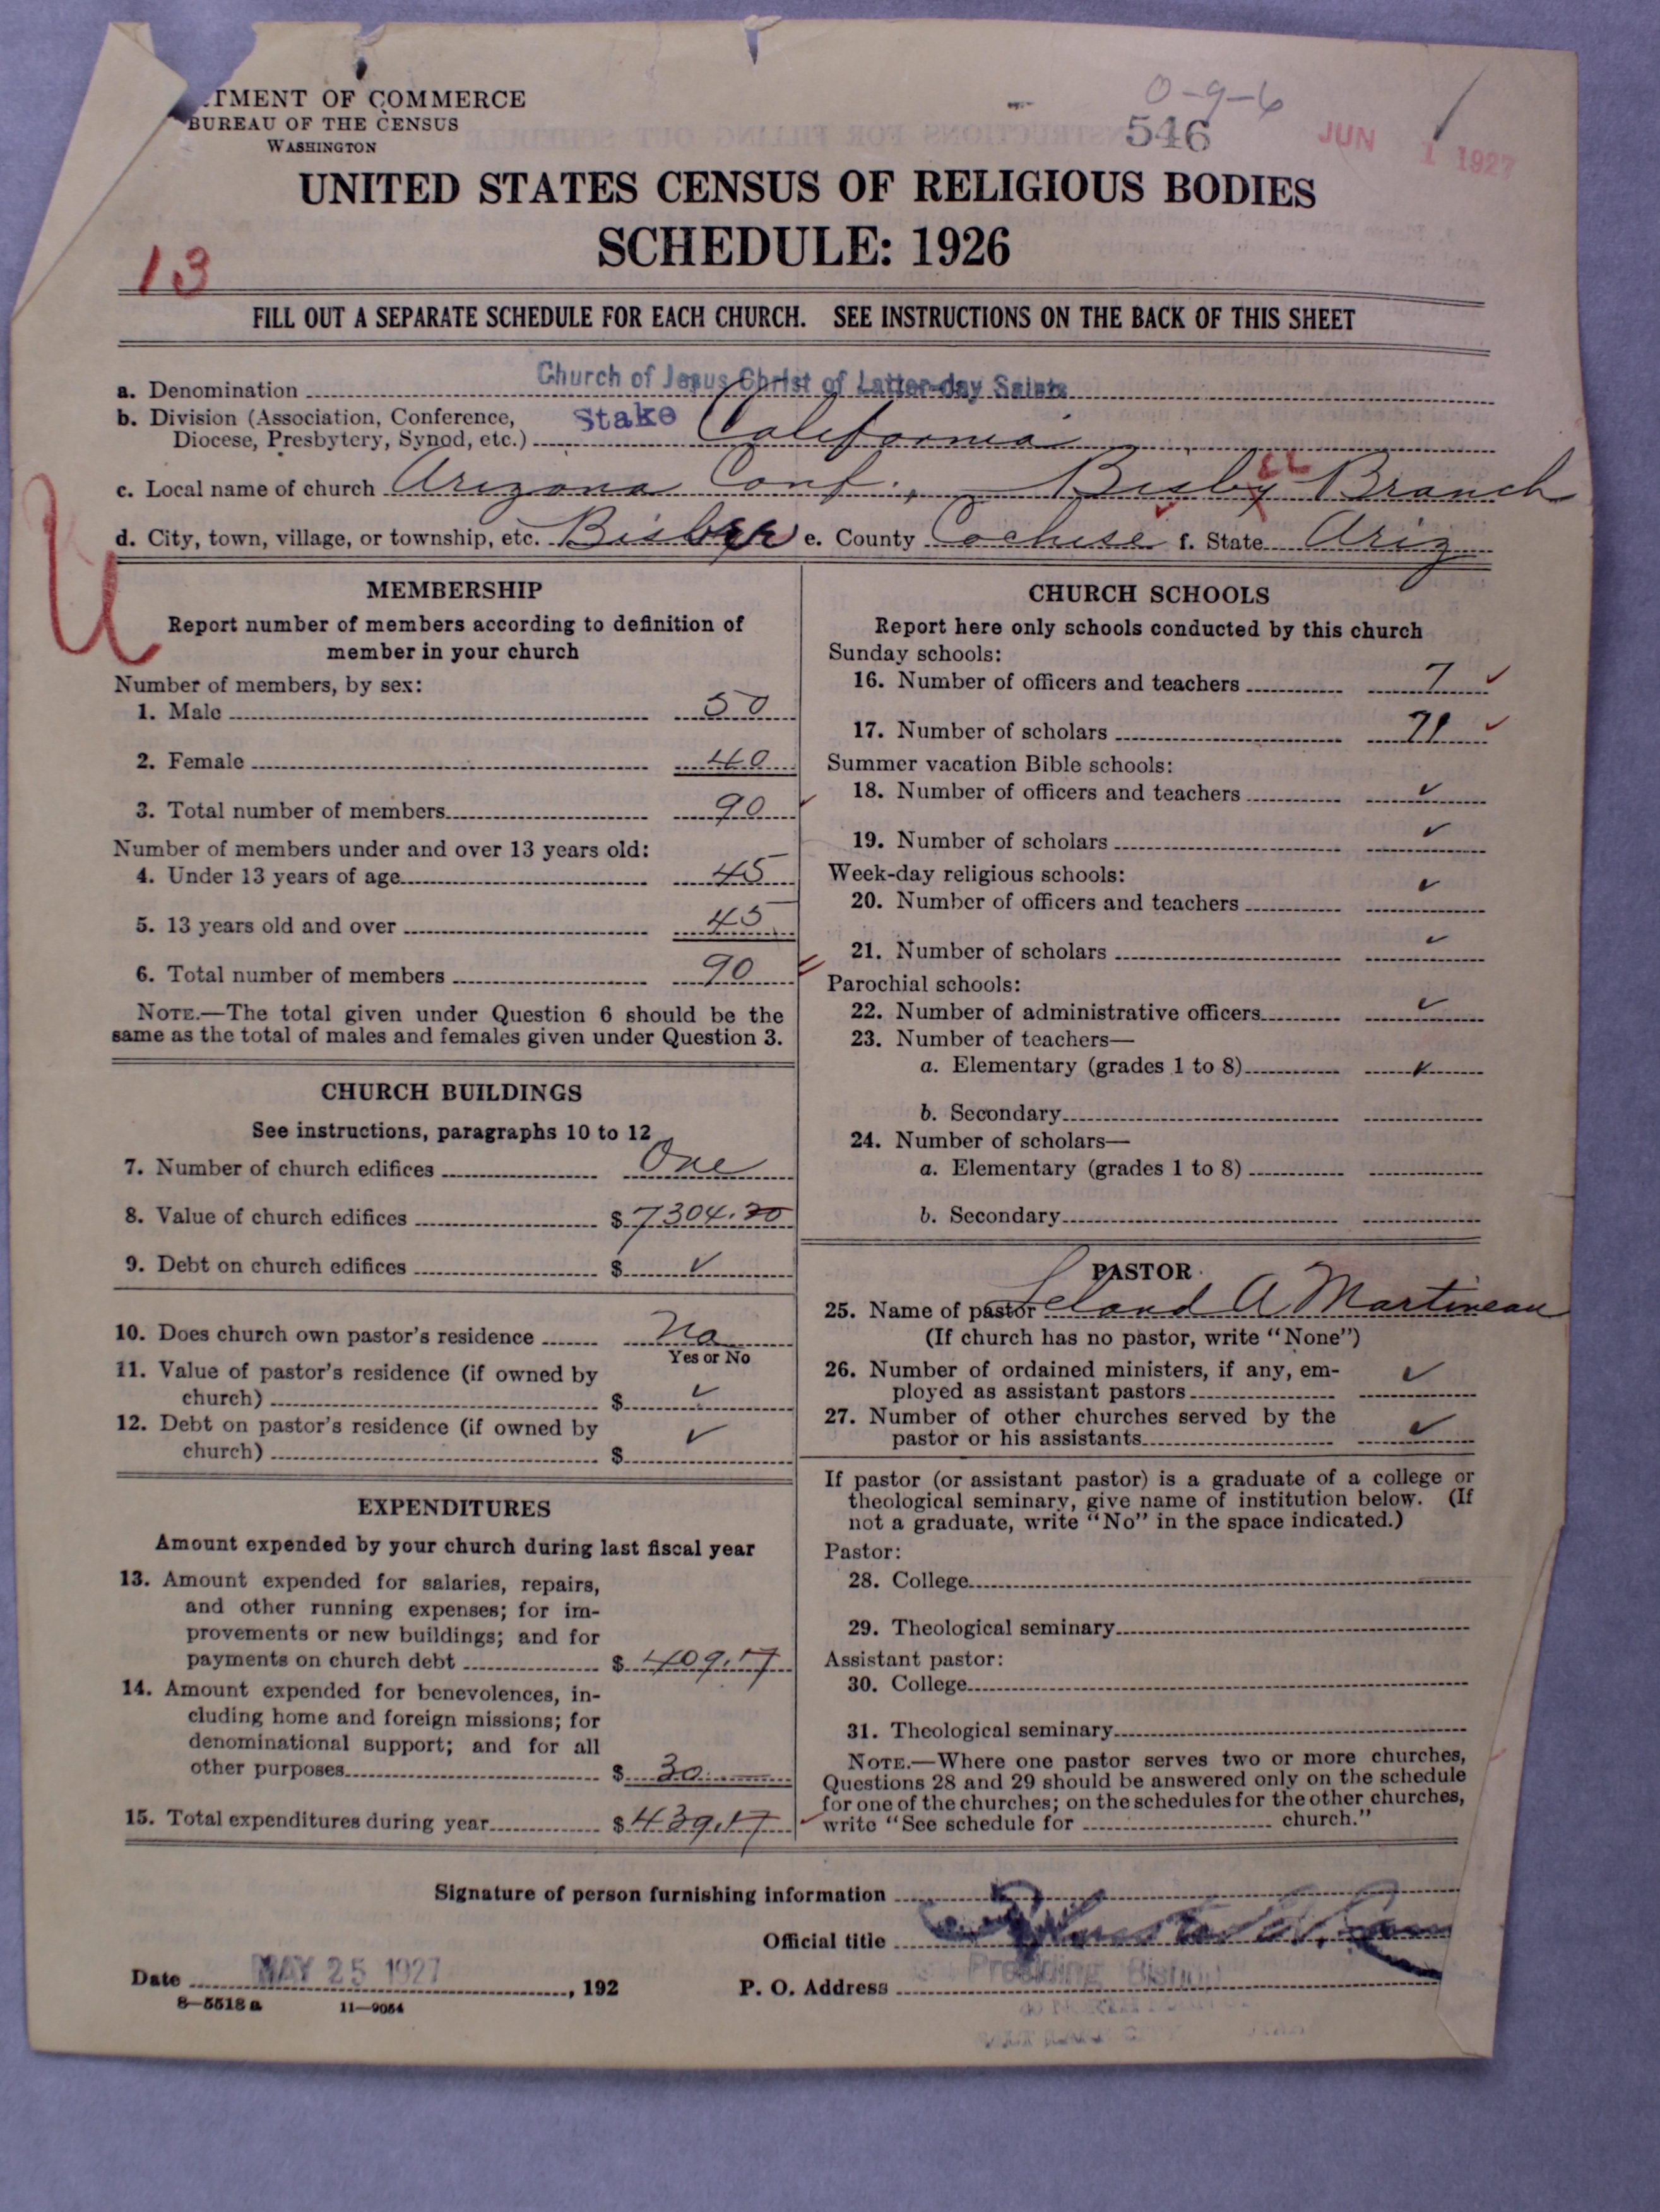 TMENT OF COMMERCE
BUREAU OF THE CENSUS
WASHINGTON
0-9-6
546
JUN 1 1927
UNITED STATES CENSUS OF RELIGIOUS BODIES
SCHEDULE: 1926
13
FILL OUT A SEPARATE SCHEDULE FOR EACH CHURCH. SEE INSTRUCTIONS ON THE BACK OF THIS SHEET
a. Denomination Church of Jesus Christ of Latter-day Saints
b. Division (Association, Conference,
Diocese, Presbytery, Synod, etc.) Stake California
c. Local name of church Arizona Conf., Bisby ee Branch
d. City, town, village, or township, etc. Bisbee e. County Cochise f. State Ariz
U
MEMBERSHIP
Report number of members according to definition of
member in your church
Number of members, by sex:
1. Male 50
2. Female 40
3. Total number of members 90
Number of members under and over 13 years old:
4. Under 13 years of age 45
5. 13 years old and over 45
6. Total number of members 90
NOTE.—The total given under Question 6 should be the
same as the total of males and females given under Question 3.
CHURCH BUILDINGS
See instructions, paragraphs 10 to 12
7. Number of church edifices One
8. Value of church edifices $7304.20
9. Debt on church edifices $ ✓
10. Does church own pastor's residence No
Yes or No
11. Value of pastor's residence (if owned by
church) $ ✓
12. Debt on pastor's residence (if owned by
church) $ ✓
EXPENDITURES
Amount expended by your church during last fiscal year
13. Amount expended for salaries, repairs,
and other running expenses; for im-
provements or new buildings; and for
payments on church debt $ 409.17
14. Amount expended for benevolences, in-
cluding home and foreign missions; for
denominational support; and for all
other purposes $ 30.—
15. Total expenditures during year $439.17
CHURCH SCHOOLS
Report here only schools conducted by this church
Sunday schools:
16. Number of officers and teachers 7 ✓
17. Number of scholars 71 ✓
Summer vacation Bible schools:
18. Number of officers and teachers ✓
19. Number of scholars ✓
Week-day religious schools:
20. Number of officers and teachers ✓
21. Number of scholars ✓
Parochial schools:
22. Number of administrative officers ✓
23. Number of teachers—
a. Elementary (grades 1 to 8) ✓
b. Secondary
24. Number of scholars—
a. Elementary (grades 1 to 8)
b. Secondary
PASTOR
25. Name of pastor Leland A Martineau
(If church has no pastor, write "None")
26. Number of ordained ministers, if any, em-
ployed as assistant pastors ✓
27. Number of other churches served by the
pastor or his assistants ✓
If pastor (or assistant pastor) is a graduate of a college or
theological seminary, give name of institution below. (If
not a graduate, write "No" in the space indicated.)
Pastor:
28. College
29. Theological seminary
Assistant pastor:
30. College
31. Theological seminary
NOTE.—Where one pastor serves two or more churches,
Questions 28 and 29 should be answered only on the schedule
for one of the churches; on the schedules for the other churches,
write "See schedule for church."
Signature of person furnishing information
Official title
Presiding Bishop
Date MAY 25 1927, 192 P. O. Address
8—5518 a 11—9054